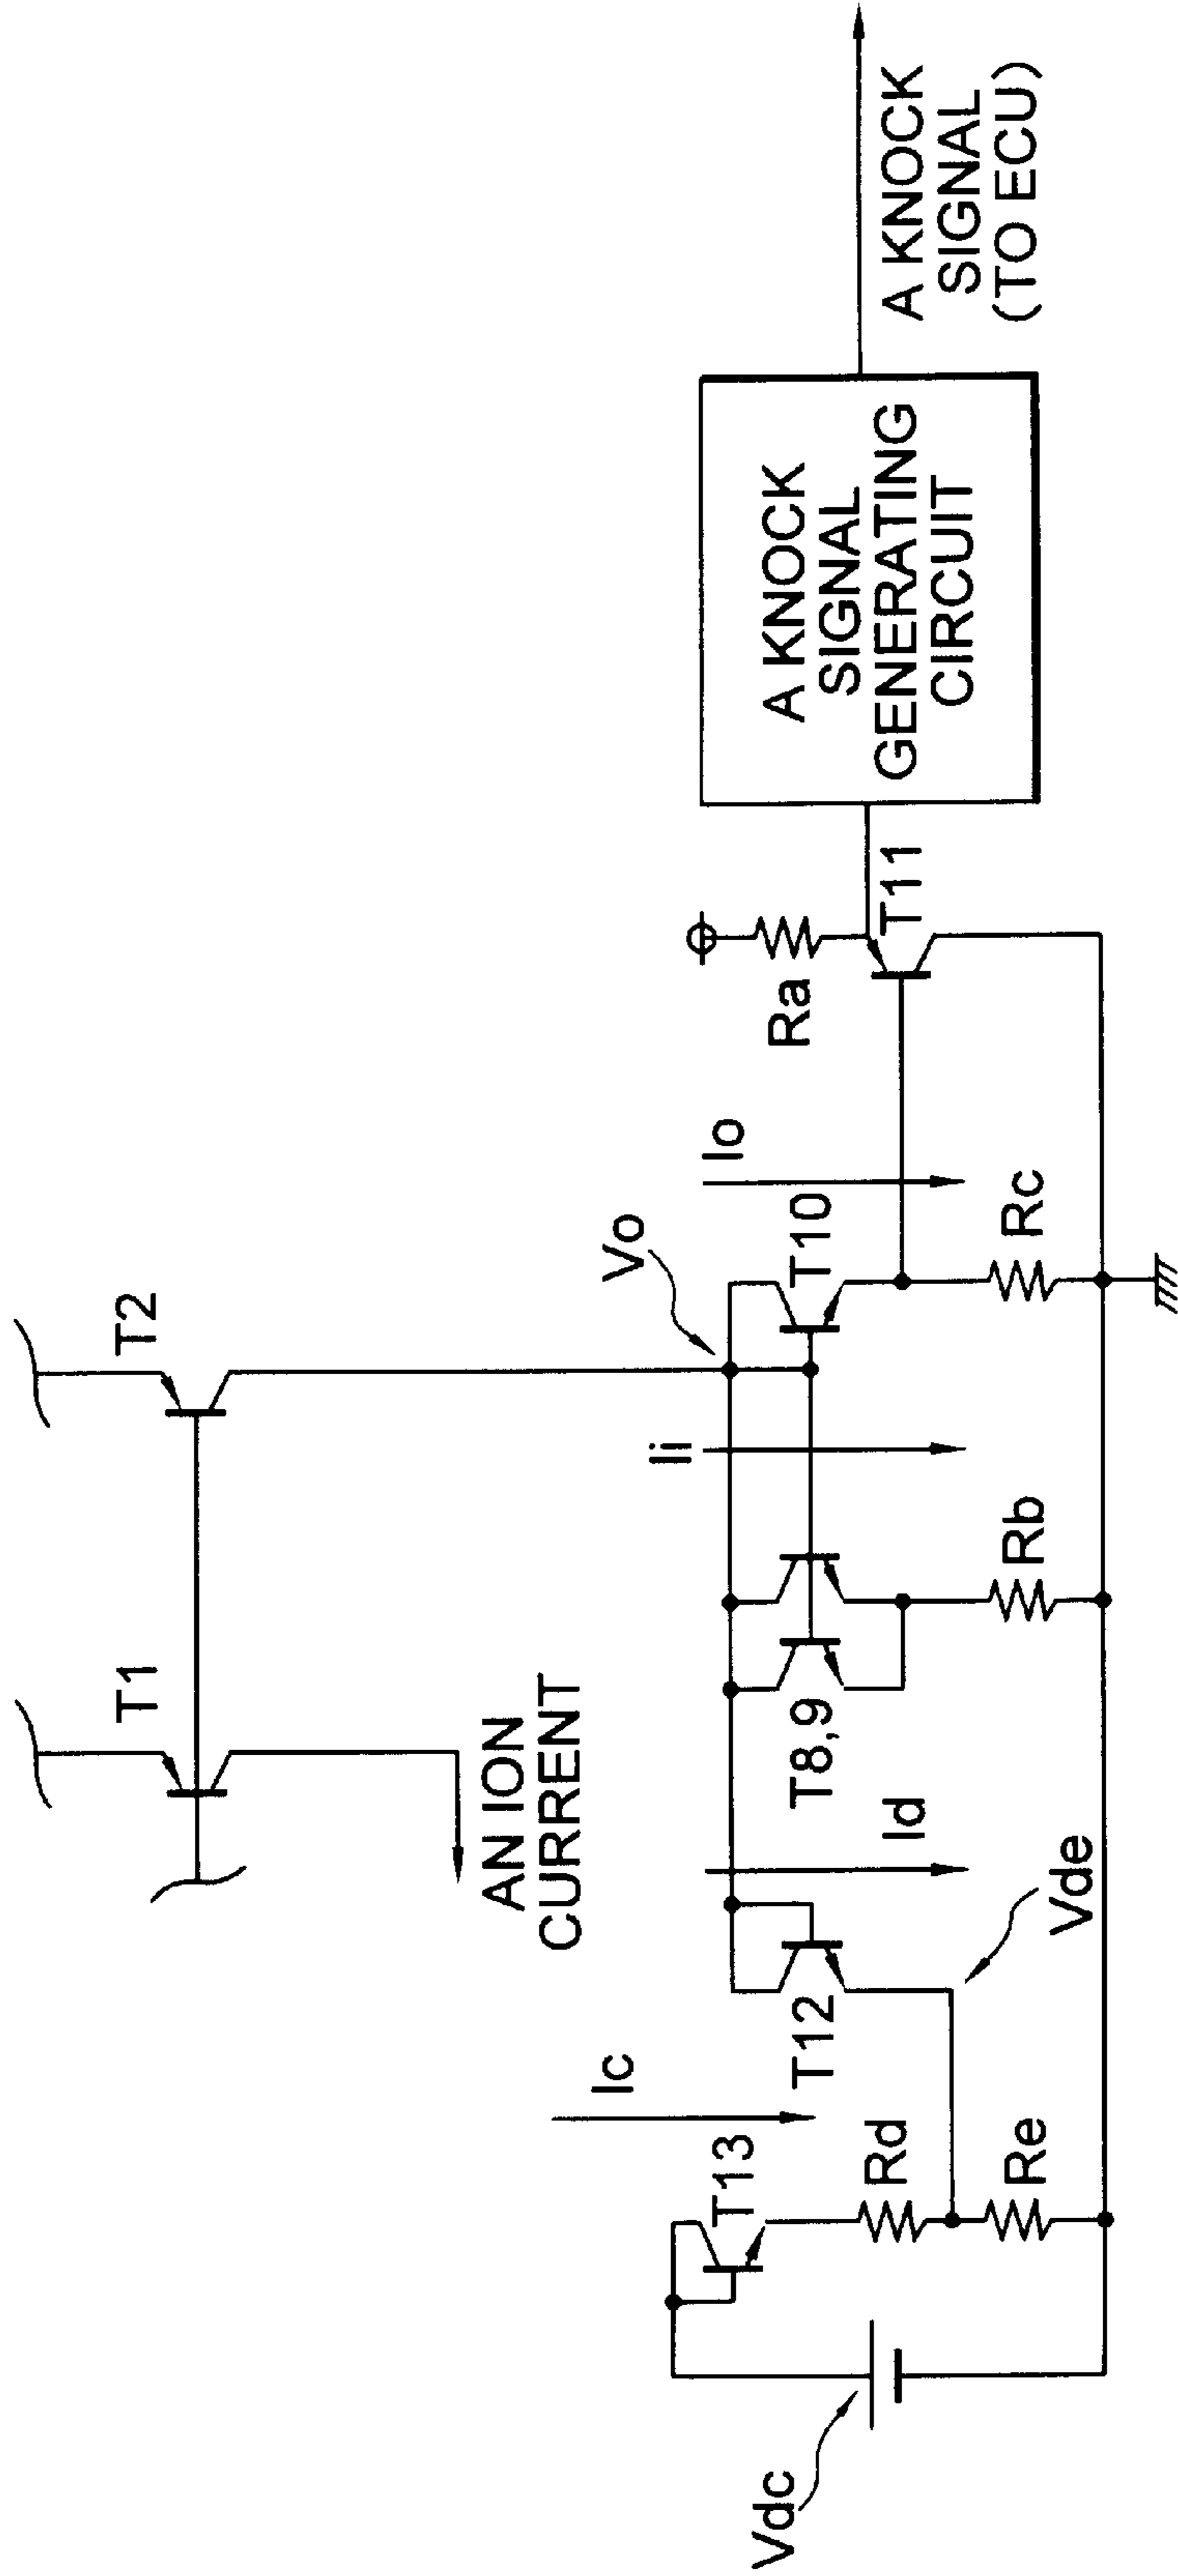 T1
T2
AN ION
CURRENT
Vo
Ic
Id
Ii
Io
T13
T12
T8,9
T10
T11
Ra
Rb
Rc
Rd
Re
Vdc
Vde
A KNOCK
SIGNAL
GENERATING
CIRCUIT
A KNOCK
SIGNAL
(TO ECU)